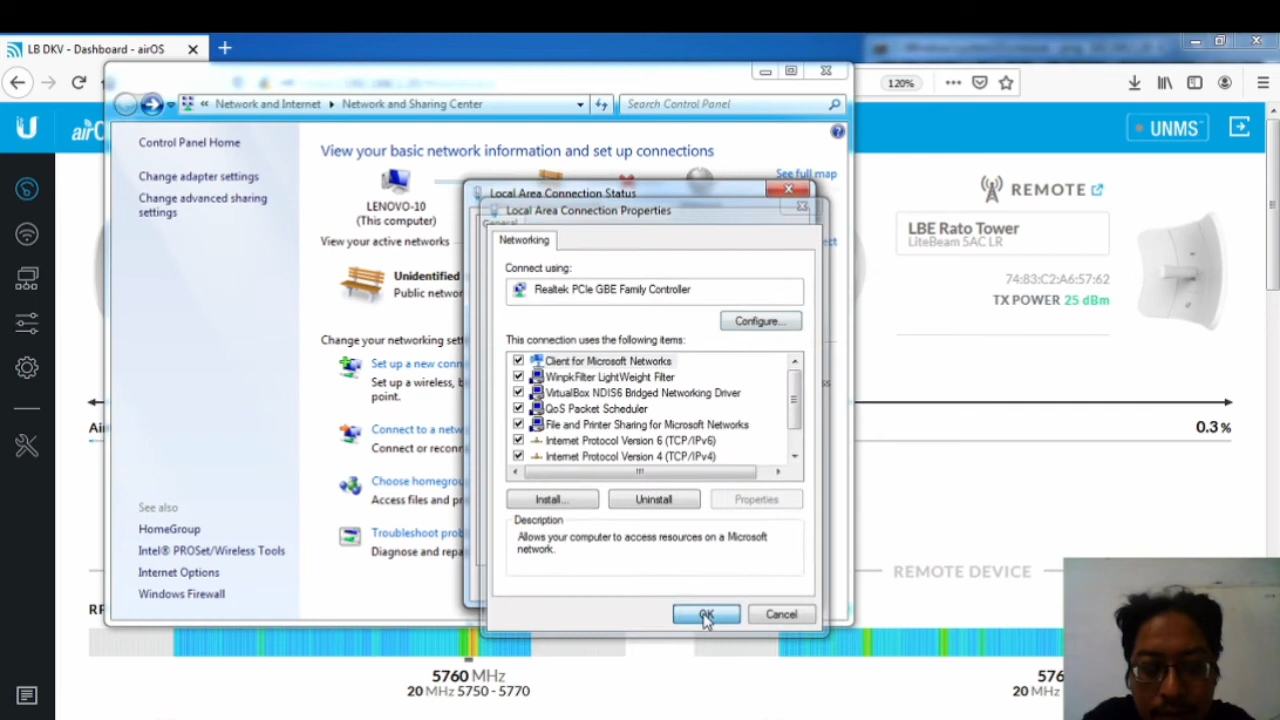 LB DKV - Dashboard - airOS
120%
Network and Internet
Network and Sharing Center
Search Control Panel
UNMS
Control Panel Home
Change adapter settings
Change advanced sharing
settings
See also
HomeGroup
Intel® PROSet/Wireless Tools
Internet Options
Windows Firewall
View your basic network information and set up connections
See full map
LENOVO-10
(This computer)
View your active networks
Unidentified
Public networ
Change your networking set
Set up a new conn
Set up a wireless, b
point.
Connect to a netw
Connect or reconn
Choose homegrou
Access files and p
Troubleshoot prob
Diagnose and repa
Local Area Connection Status
Local Area Connection Properties
Networking
Connect using:
Realtek PCIe GBE Family Controller
Configure...
This connection uses the following items:
Client for Microsoft Networks
WinpkFilter LightWeight Filter
VirtualBox NDIS6 Bridged Networking Driver
QoS Packet Scheduler
File and Printer Sharing for Microsoft Networks
Internet Protocol Version 6 (TCP/IPv6)
Internet Protocol Version 4 (TCP/IPv4)
Install...
Uninstall
Properties
Description
Allows your computer to access resources on a Microsoft
network.
OK
Cancel
REMOTE
LBE Rato Tower
LiteBeam 5AC LR
74:83:C2:A6:57:62
TX POWER 25 dBm
0.3 %
REMOTE DEVICE
5760 MHz
20 MHz 5750 - 5770
576
20 MHz